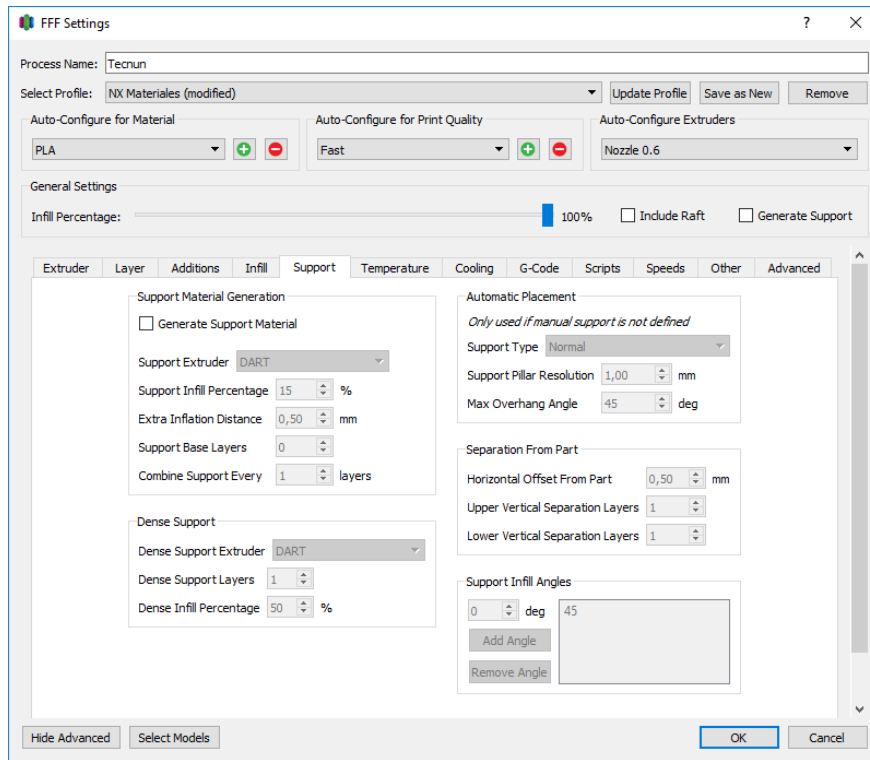 FFF Settings
Process Name: Tecnun
Select Profile: NX Materiales (modified) Update Profile Save as New Remove
Auto-Configure for Material Auto-Configure for Print Quality Auto-Configure Extruders
PLA Fast Nozzle 0.6
General Settings
Infill Percentage: 100% Include Raft Generate Support
Extruder Layer Additions Infill Support Temperature Cooling G-Code Scripts Speeds Other Advanced
Support Material Generation
Generate Support Material
Support Extruder DART
Support Infill Percentage 15 %
Extra Inflation Distance 0,50 mm
Support Base Layers 0
Combine Support Every 1 layers
Dense Support
Dense Support Extruder DART
Dense Support Layers 1
Dense Infill Percentage 50 %
Automatic Placement
Only used if manual support is not defined
Support Type Normal
Support Pillar Resolution 1,00 mm
Max Overhang Angle 45 deg
Separation From Part
Horizontal Offset From Part 0,50 mm
Upper Vertical Separation Layers 1
Lower Vertical Separation Layers 1
Support Infill Angles
0 deg 45
Add Angle
Remove Angle
Hide Advanced Select Models OK Cancel